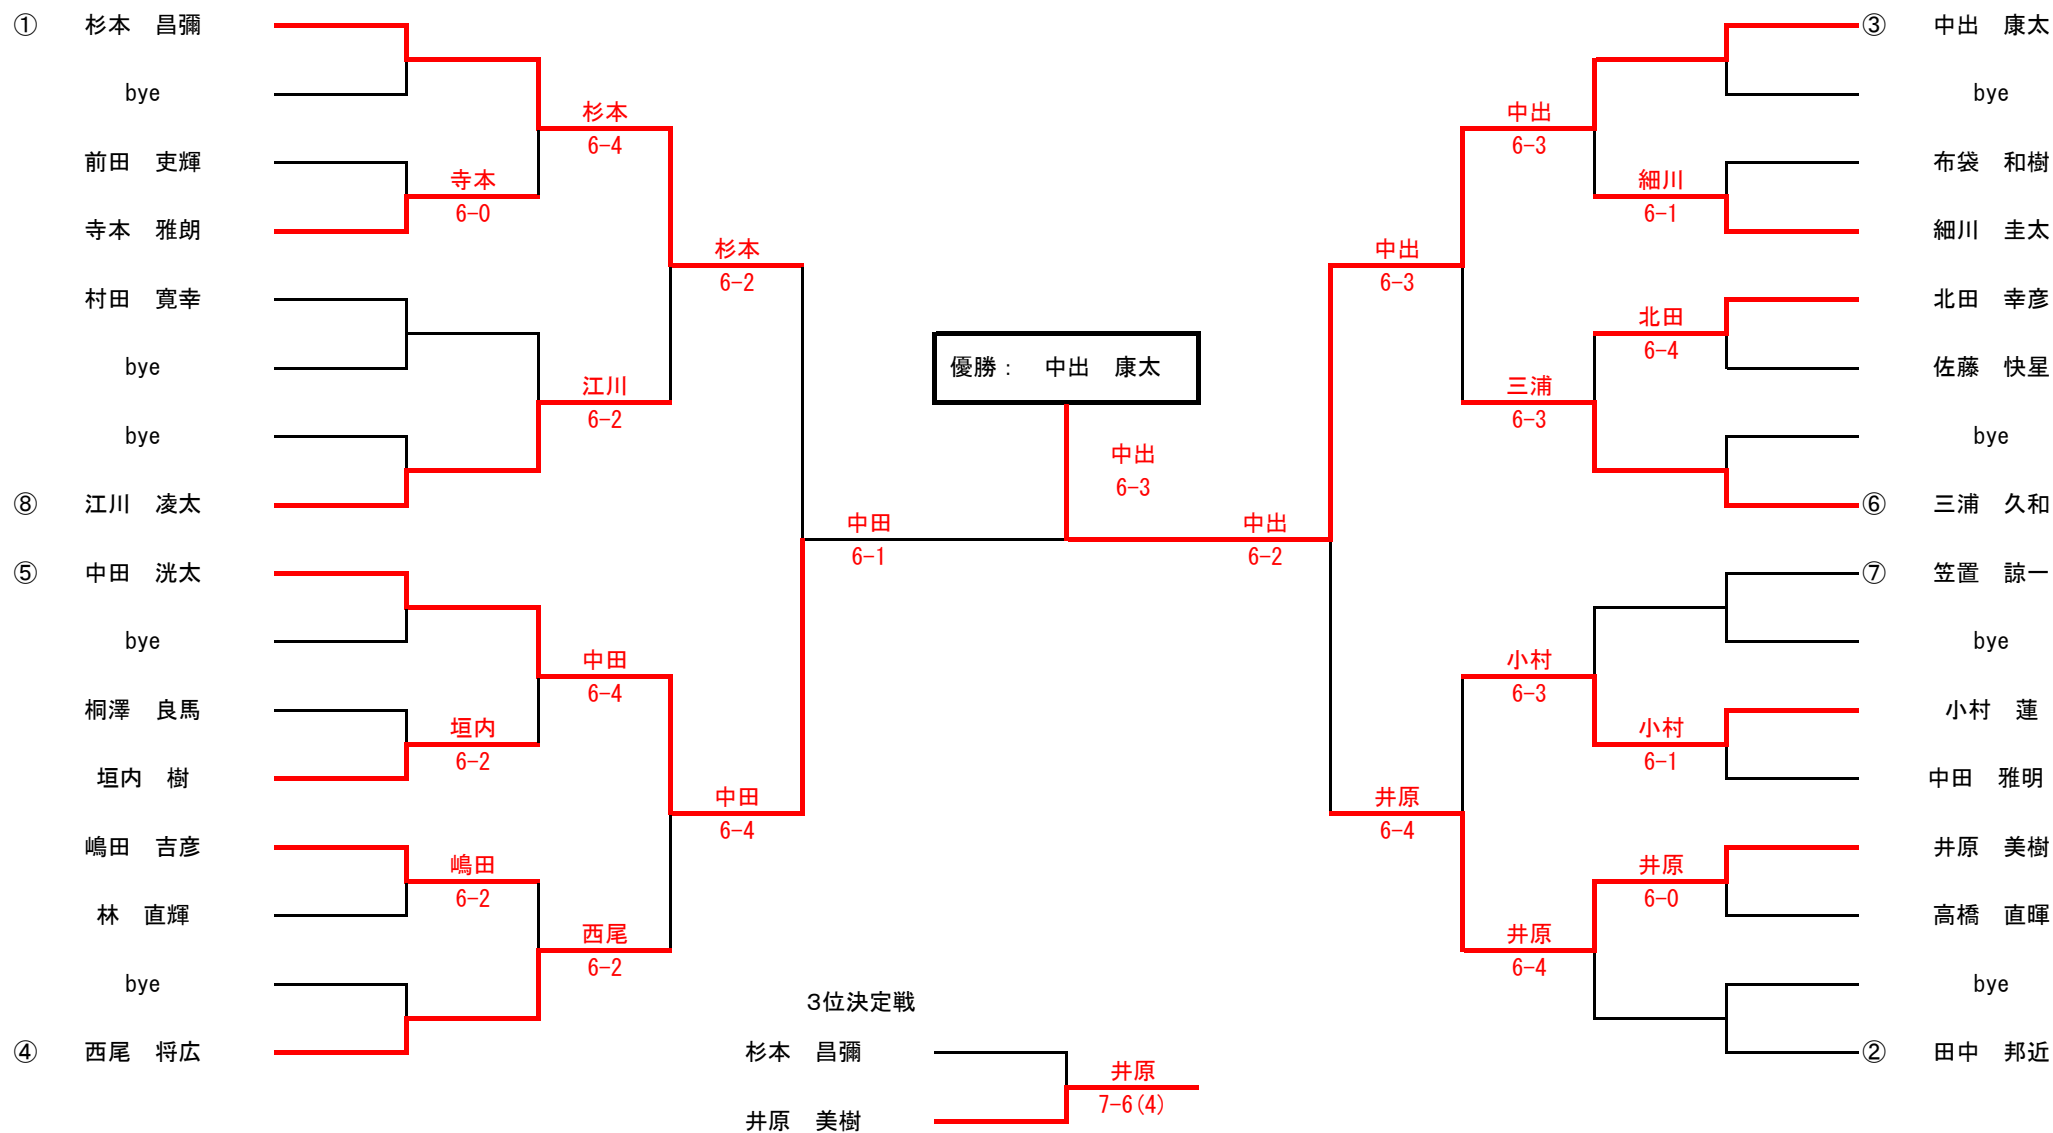 ① 杉本　昌彌
bye
前田　吏輝
寺本　雅朗
村田　寛幸
bye
bye
⑧ 江川　凌太
⑤ 中田　洸太
bye
桐澤　良馬
垣内　樹
嶋田　吉彦
林　直輝
bye
④ 西尾　将広
寺本
6-0
垣内
6-2
嶋田
6-2
杉本
6-4
江川
6-2
中田
6-4
西尾
6-2
杉本
6-2
中田
6-4
中田
6-1
優勝：　中出　康太
中出
6-3
中出
6-2
中出
6-3
井原
6-4
中出
6-3
三浦
6-3
小村
6-3
井原
6-4
細川
6-1
北田
6-4
小村
6-1
井原
6-0
③ 中出　康太
bye
布袋　和樹
細川　圭太
北田　幸彦
佐藤　快星
bye
⑥ 三浦　久和
⑦ 笠置　諒一
bye
小村　蓮
中田　雅明
井原　美樹
高橋　直暉
bye
② 田中　邦近
3位決定戦
杉本　昌彌
井原　美樹
井原
7-6(4)